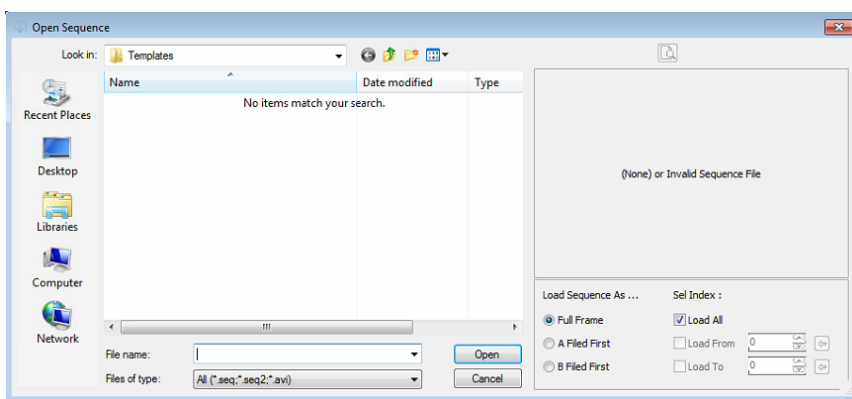 Open Sequence
Look in:
Templates
Name
Date modified
Type
No items match your search.
Recent Places
Desktop
Libraries
Computer
Network
File name:
Open
Files of type:
All (*.seq;*.seq2;*.avi)
Cancel
(None) or Invalid Sequence File
Load Sequence As ...
Sel Index :
Full Frame
Load All
A Filed First
Load From
0
B Filed First
Load To
0